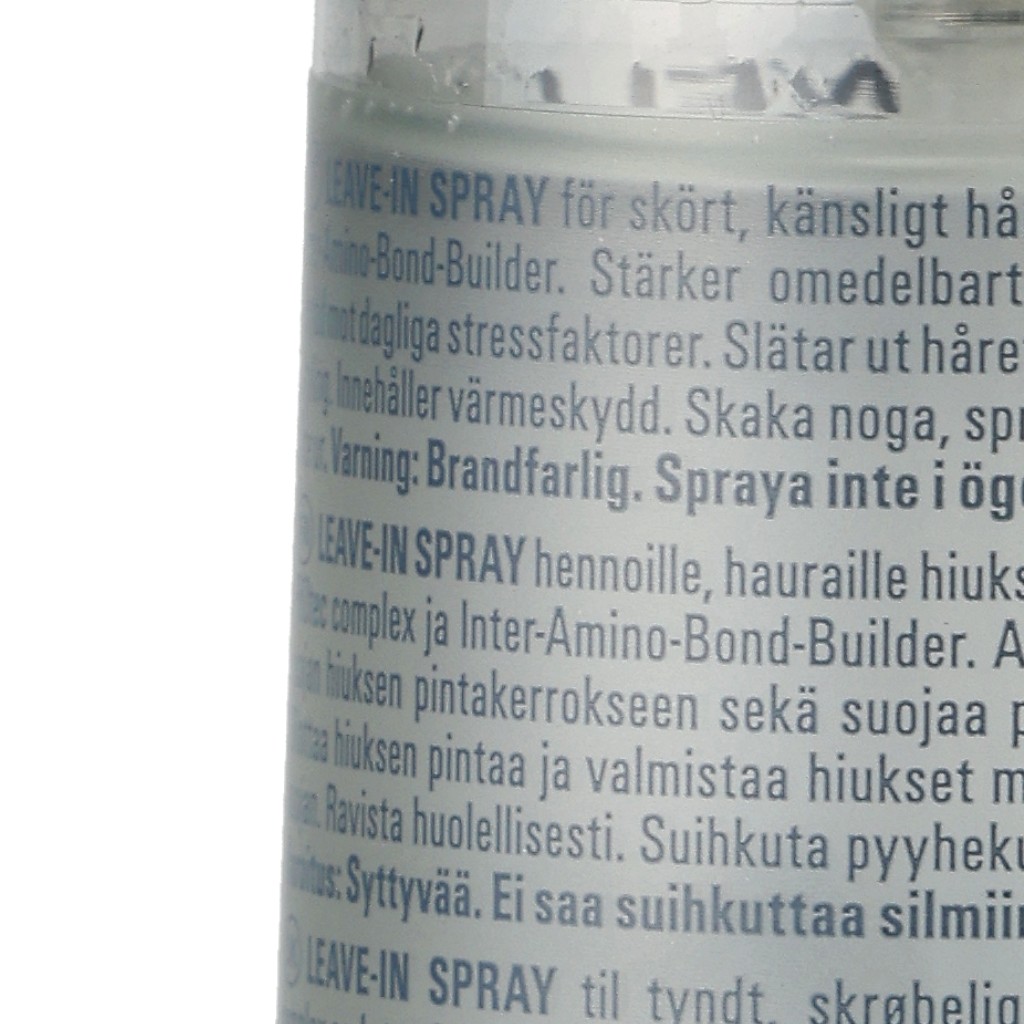 LEAVE-IN SPRAY för skört, känsligt hå
Amino-Bond-Builder. Stärker omedelbart
mot dagliga stressfaktorer. Slätar ut håre
Innehåller värmeskydd. Skaka noga, spr
Varning: Brandfarlig. Spraya inte i ög
LEAVE-IN SPRAY hennoille, hauraille hiuks
complex ja Inter-Amino-Bond-Builder. A
hiuksen pintakerrokseen sekä suojaa p
hiuksen pintaa ja valmistaa hiukset m
Ravista huolellisesti. Suihkuta pyyheku
Syttyvää. Ei saa suihkuttaa silmiin
LEAVE-IN SPRAY til tyndt, skrøbelig